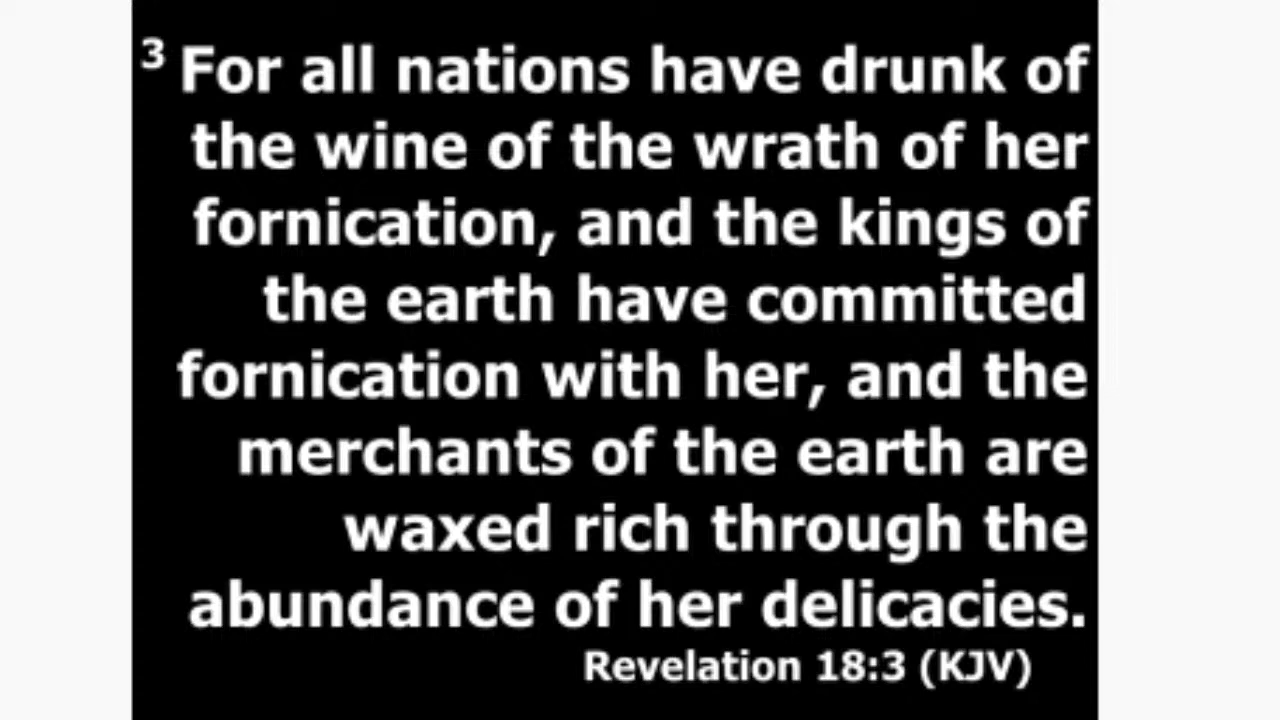 3 For all nations have drunk of
the wine of the wrath of her
fornication, and the kings of
the earth have committed
fornication with her, and the
merchants of the earth are
waxed rich through the
abundance of her delicacies.
Revelation 18:3 (KJV)